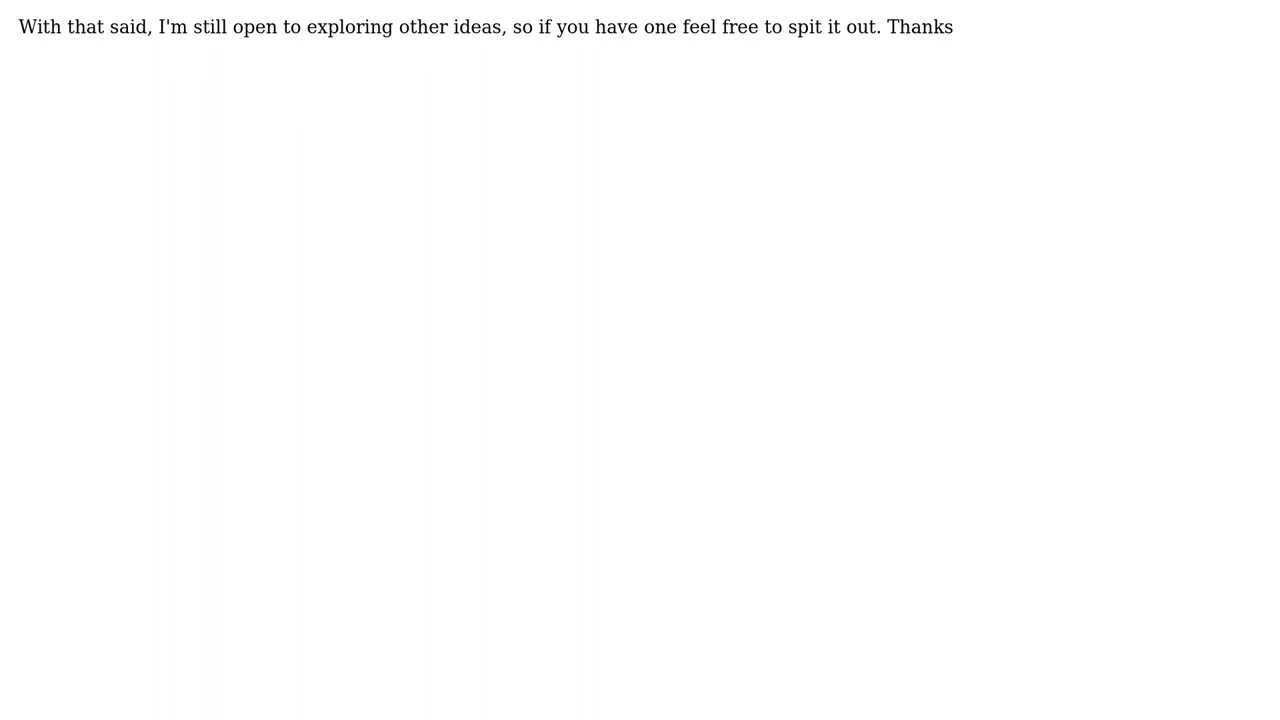 With that said, I'm still open to exploring other ideas, so if you have one feel free to spit it out. Thanks